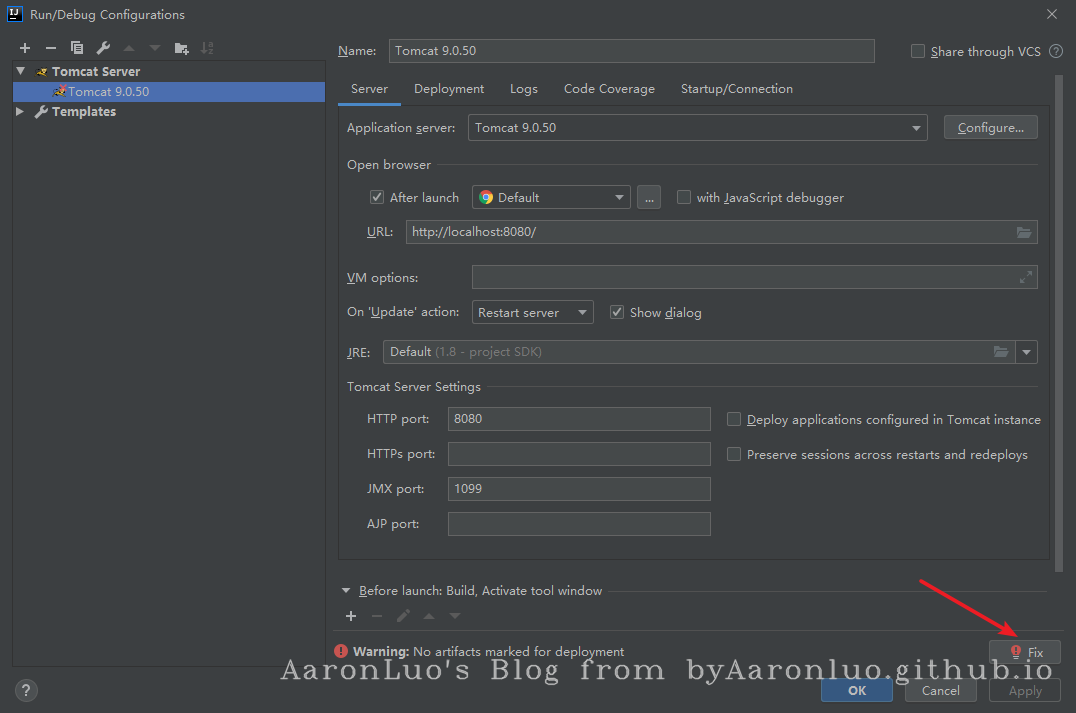 Run/Debug Configurations
Name: Tomcat 9.0.50
Share through VCS ?
Tomcat Server
Tomcat 9.0.50
Templates
Server Deployment Logs Code Coverage Startup/Connection
Application server: Tomcat 9.0.50 Configure...
Open browser
After launch Default ... with JavaScript debugger
URL: http://localhost:8080/
VM options:
On 'Update' action: Restart server Show dialog
JRE: Default (1.8 - project SDK)
Tomcat Server Settings
HTTP port: 8080 Deploy applications configured in Tomcat instance
HTTPs port: Preserve sessions across restarts and redeploys
JMX port: 1099
AJP port:
Before launch: Build, Activate tool window
Warning: No artifacts marked for deployment Fix
AaronLuo's Blog from byAaronluo.github.io
? OK Cancel Apply